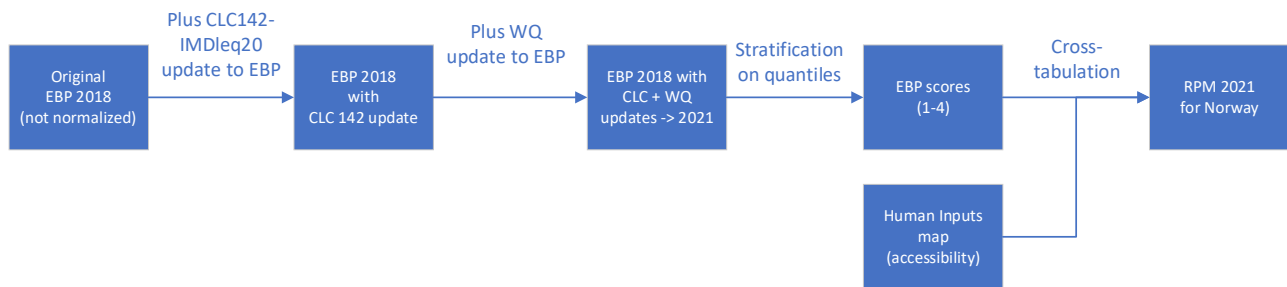 Original
EBP 2018
(not normalized)
Plus CLC142-
IMDleq20
update to EBP
EBP 2018
with
CLC 142 update
Plus WQ
update to EBP
EBP 2018 with
CLC + WQ
updates -> 2021
Stratification
on quantiles
EBP scores
(1-4)
Cross-
tabulation
RPM 2021
for Norway
Human Inputs
map
(accessibility)